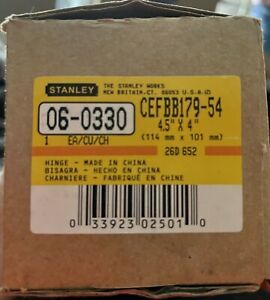 STANLEY
THE STANLEY WORKS
NEW BRITAIN, CT. 06053 U.S.A.
06-0330
CEFBB179-54
4.5" X 4"
(114 mm x 101 mm)
1 EA/CU/CH
26D 652
HINGE - MADE IN CHINA
BISAGRA - HECHO EN CHINA
CHARNIERE - FABRIQUÉ EN CHINE
0 33923 02501 0